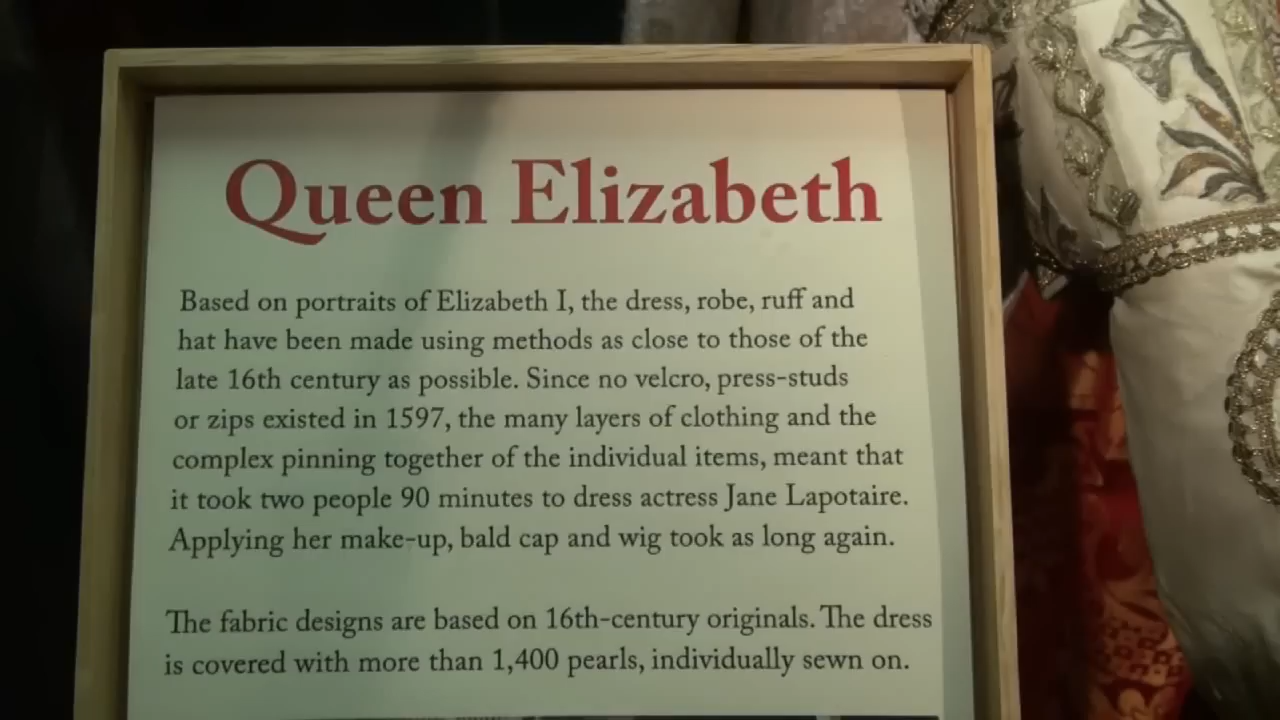 Queen Elizabeth
Based on portraits of Elizabeth I, the dress, robe, ruff and
hat have been made using methods as close to those of the
late 16th century as possible. Since no velcro, press-studs
or zips existed in 1597, the many layers of clothing and the
complex pinning together of the individual items, meant that
it took two people 90 minutes to dress actress Jane Lapotaire.
Applying her make-up, bald cap and wig took as long again.
The fabric designs are based on 16th-century originals. The dress
is covered with more than 1,400 pearls, individually sewn on.